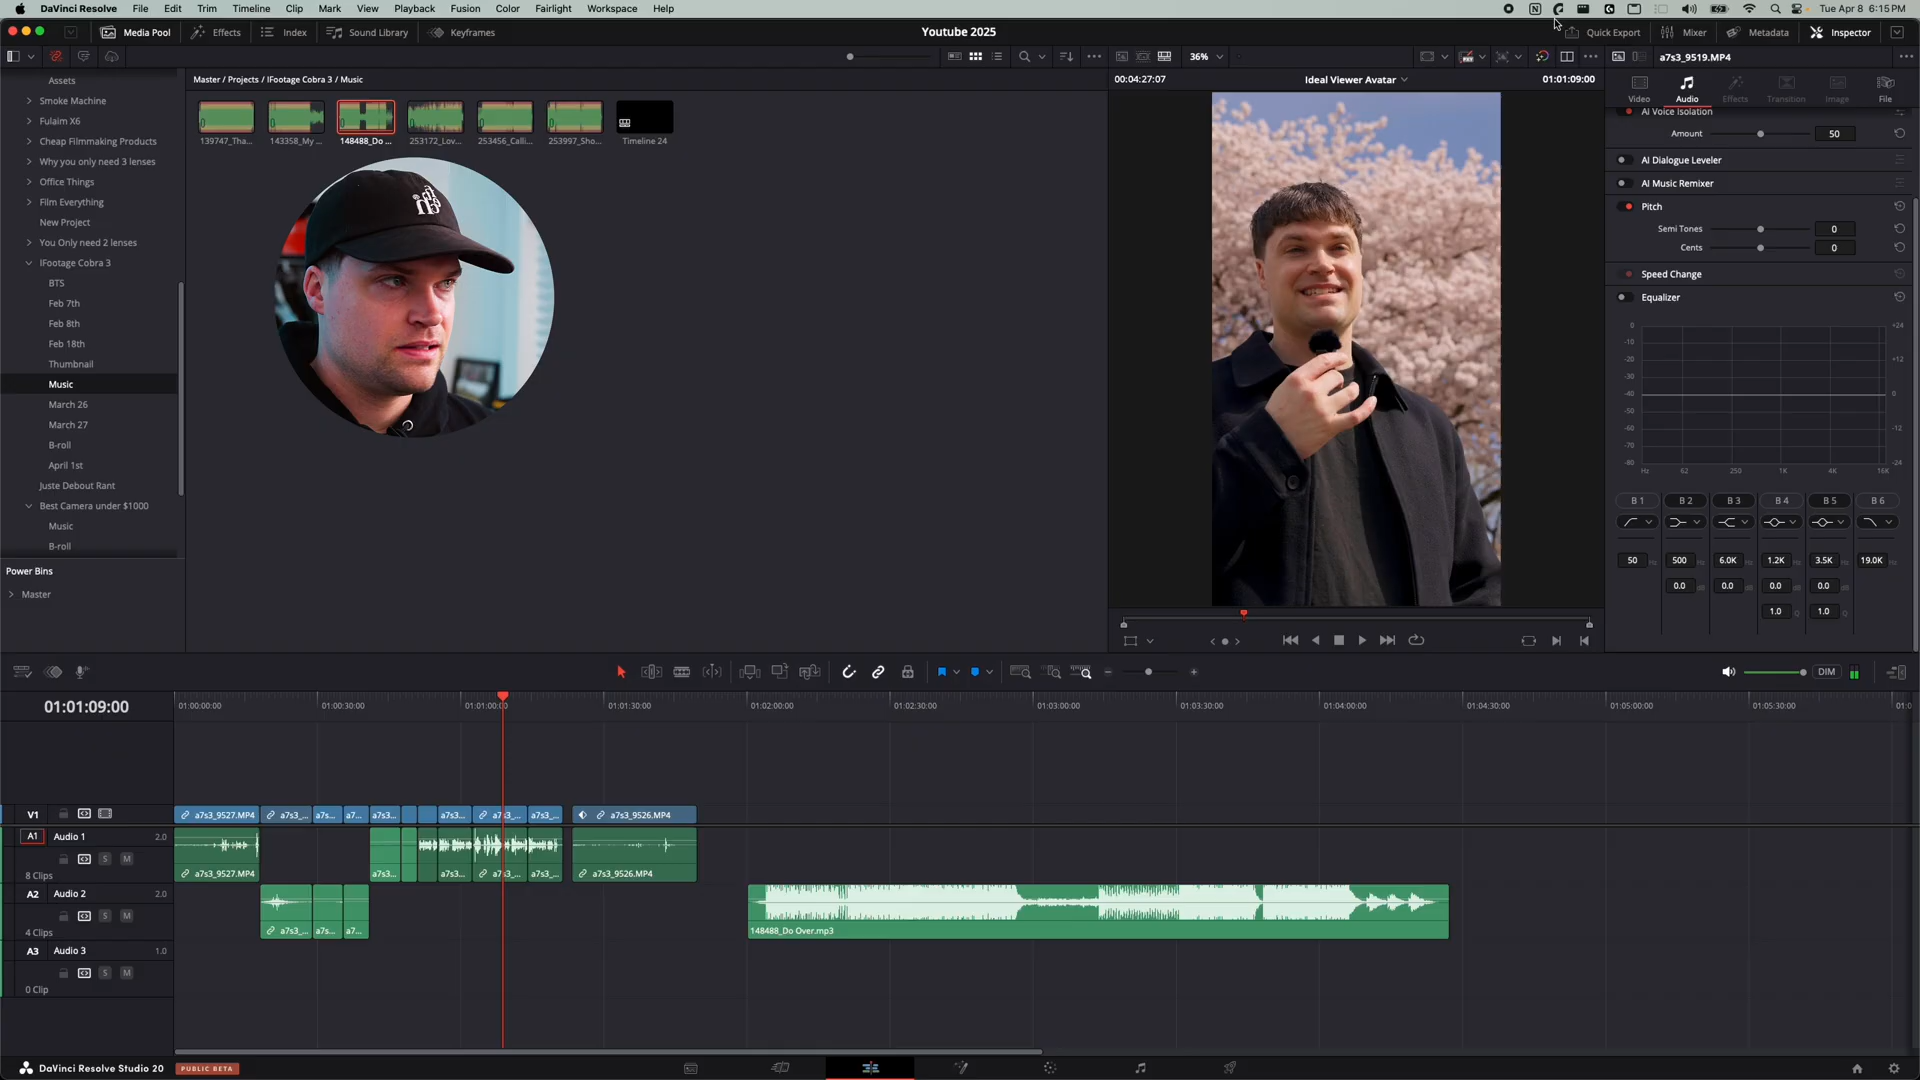 DaVinci Resolve File Edit Trim Timeline Clip Mark View Playback Fusion Color Fairlight Workspace Help Tue Apr 8 6:15 PM
Media Pool Effects Index Sound Library Keyframes Youtube 2025 Quick Export Mixer Metadata Inspector
36% a7s3_9519.MP4
Master / Projects / IFootage Cobra 3 / Music 00:04:27:07 Ideal Viewer Avatar 01:01:09:00
Assets
Smoke Machine
Fulaim X6
Cheap Filmmaking Products
Why you only need 3 lenses
Office Things
Film Everything
New Project
You Only need 2 lenses
IFootage Cobra 3
BTS
Feb 7th
Feb 8th
Feb 18th
Thumbnail
Music
March 26
March 27
B-roll
April 1st
Juste Debout Rant
Best Camera under $1000
Music
B-roll
Power Bins
Master
139747_Tha... 143358_My ... 148488_Do ... 253172_Lov... 253456_Calli... 253997_Sho... Timeline 24
Video Audio Effects Transition Image File
AI Voice Isolation
Amount 50
AI Dialogue Leveler
AI Music Remixer
Pitch
Semi Tones 0
Cents 0
Speed Change
Equalizer
0 +24
-10
-20 +12
-30
-40 0
-50
-60 -12
-70
-80 -24
Hz 62 250 1K 4K 16K
B 1 B 2 B 3 B 4 B 5 B 6
50 Hz 500 Hz 6.0K Hz 1.2K Hz 3.5K Hz 19.0K Hz
0.0 dB 0.0 dB 0.0 dB 0.0 dB
1.0 Q 1.0 Q
DIM
01:01:09:00 01:00:00:00 01:00:30:00 01:01:00:00 01:01:30:00 01:02:00:00 01:02:30:00 01:03:00:00 01:03:30:00 01:04:00:00 01:04:30:00 01:05:00:00 01:05:30:00
V1 a7s3_9527.MP4 a7s3_... a7s... a7... a7s3... a7s3... a7s3_... a7s3_... a7s3_9526.MP4
A1 Audio 1 2.0
S M
8 Clips a7s3_9527.MP4 a7s3... a7s3... a7s3_... a7s3_... a7s3_9526.MP4
A2 Audio 2 2.0
S M
4 Clips a7s3_... a7s... a7... 148488_Do Over.mp3
A3 Audio 3 1.0
S M
0 Clip
DaVinci Resolve Studio 20 PUBLIC BETA